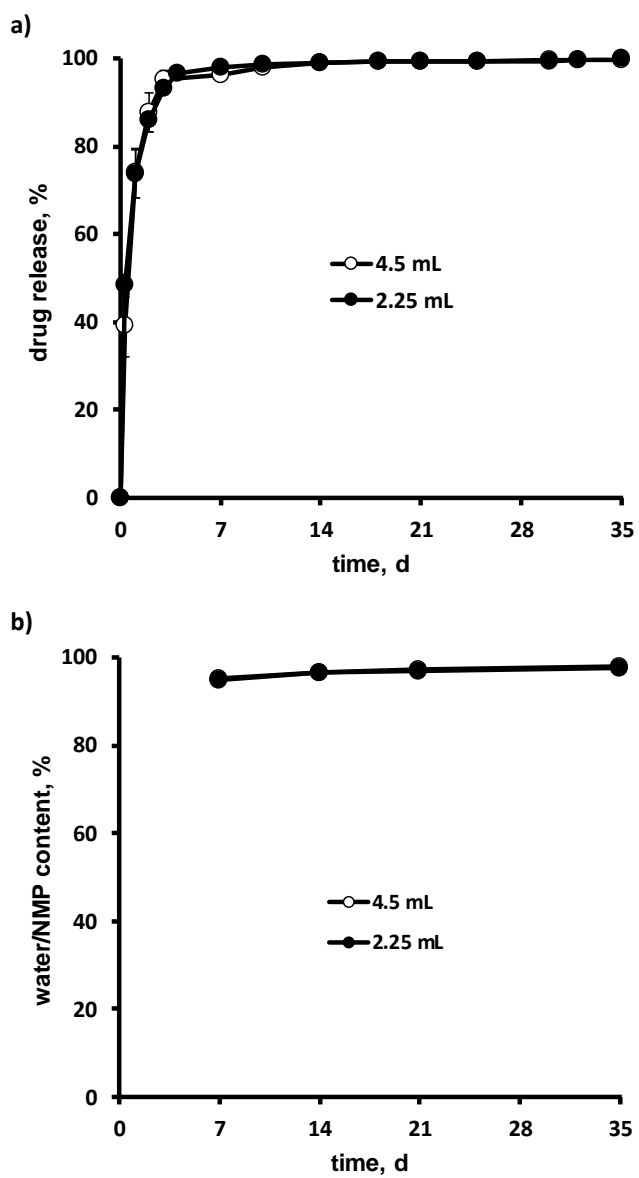 a)
100
80
60
40
20
0
drug release, %
4.5 mL
2.25 mL
0 7 14 21 28 35
time, d
b)
100
80
60
40
20
0
water/NMP content, %
4.5 mL
2.25 mL
0 7 14 21 28 35
time, d